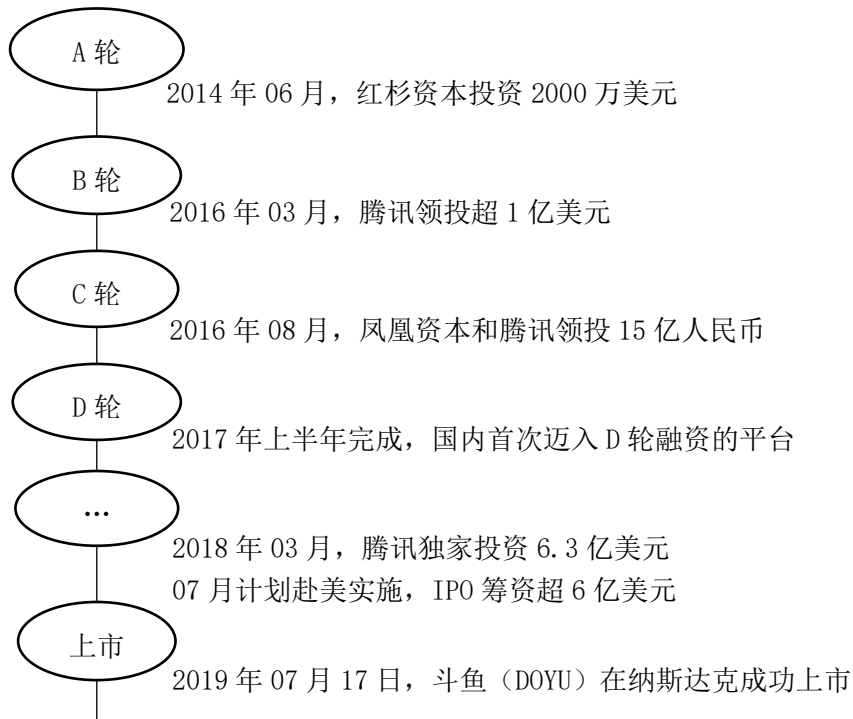 A 轮
2014 年 06 月，红杉资本投资 2000 万美元
B 轮
2016 年 03 月，腾讯领投超 1 亿美元
C 轮
2016 年 08 月，凤凰资本和腾讯领投 15 亿人民币
D 轮
2017 年上半年完成，国内首次迈入 D 轮融资的平台
…
2018 年 03 月，腾讯独家投资 6.3 亿美元
07 月计划赴美实施，IPO 筹资超 6 亿美元
上市
2019 年 07 月 17 日，斗鱼（DOYU）在纳斯达克成功上市